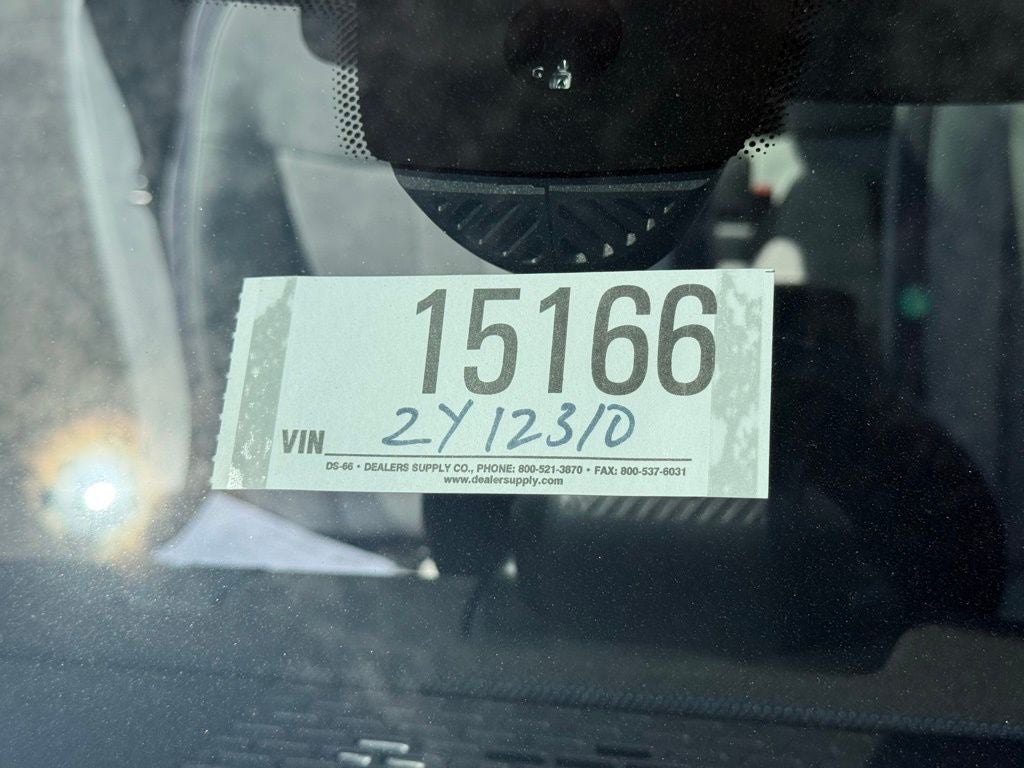 15166
VIN 2Y12310
DS-66 • DEALERS SUPPLY CO., PHONE: 800-521-3870 • FAX: 800-537-6031
www.dealersupply.com